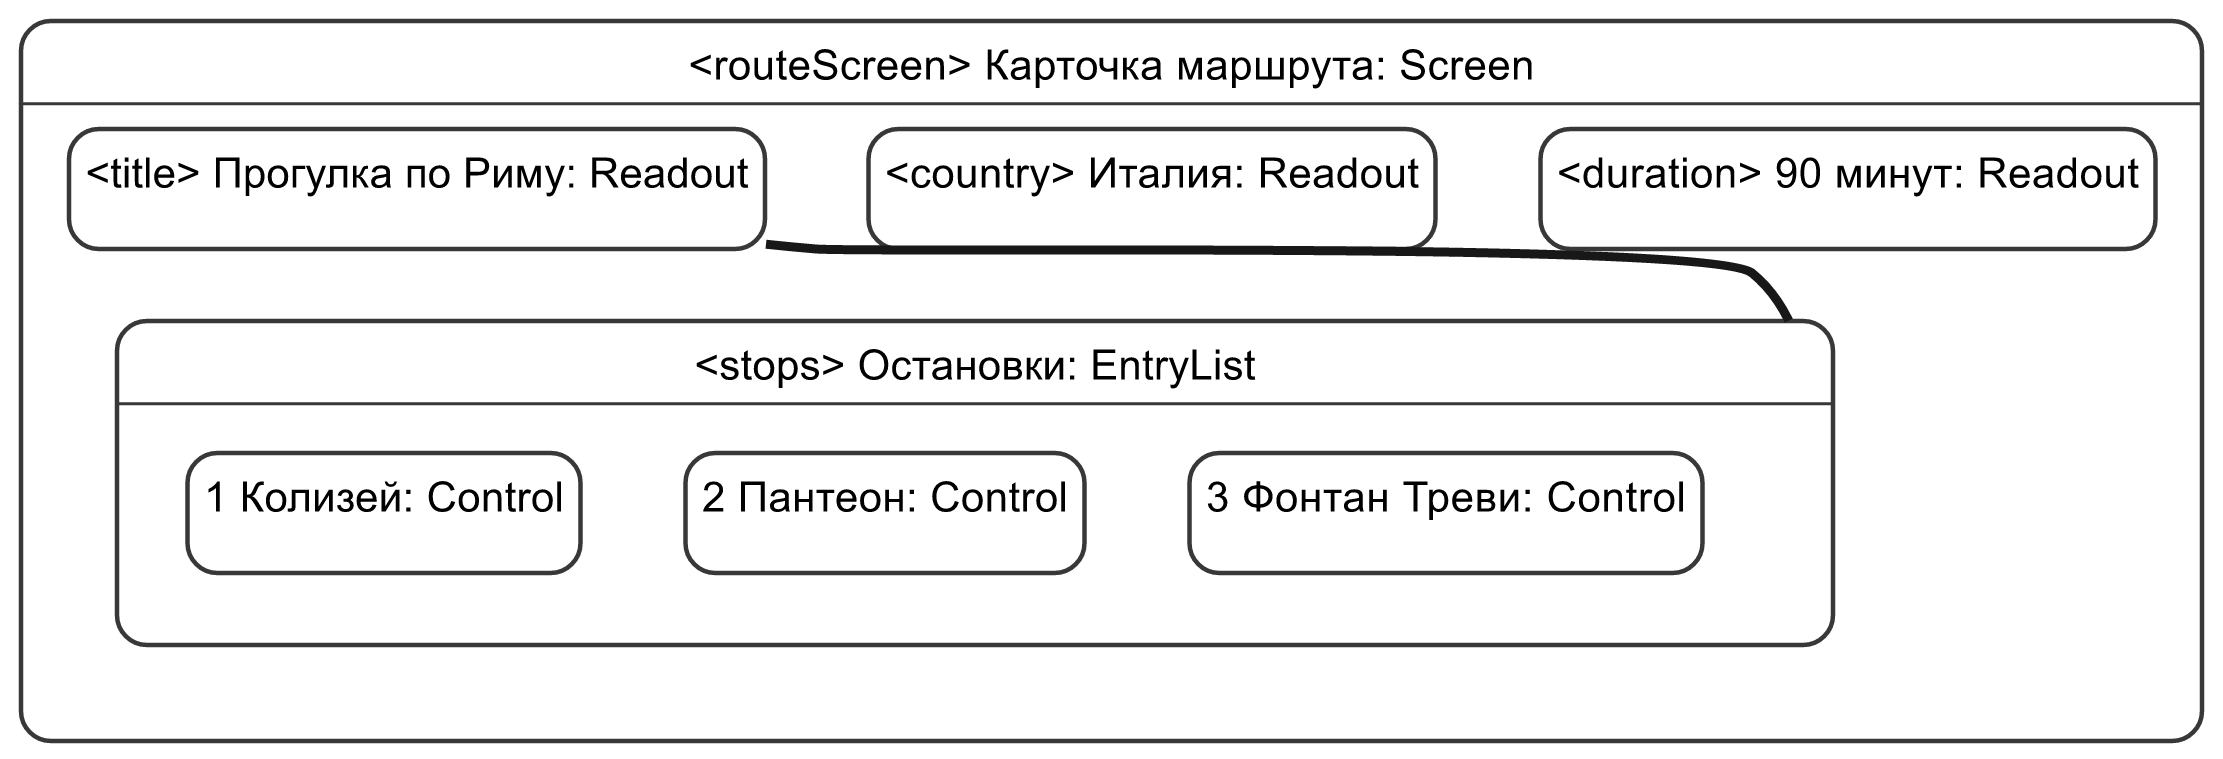 <routeScreen> Карточка маршрута: Screen
<title> Прогулка по Риму: Readout
<country> Италия: Readout
<duration> 90 минут: Readout
<stops> Остановки: EntryList
1 Колизей: Control
2 Пантеон: Control
3 Фонтан Треви: Control